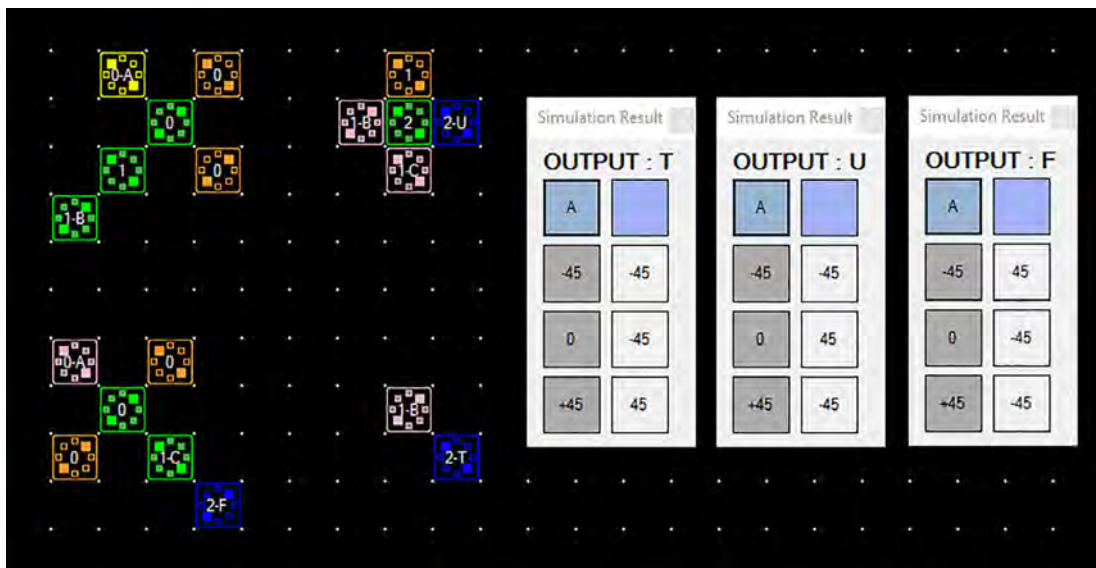 0-A 0
0
1 0
1-B
1
1-B 2 2-U
1-C
0-A 0
0
0 1-C
2-F
1-B
2-T
Simulation Result
OUTPUT : T
A
-45 -45
0 -45
+45 45
Simulation Result
OUTPUT : U
A
-45 -45
0 45
+45 -45
Simulation Result
OUTPUT : F
A
-45 45
0 -45
+45 -45